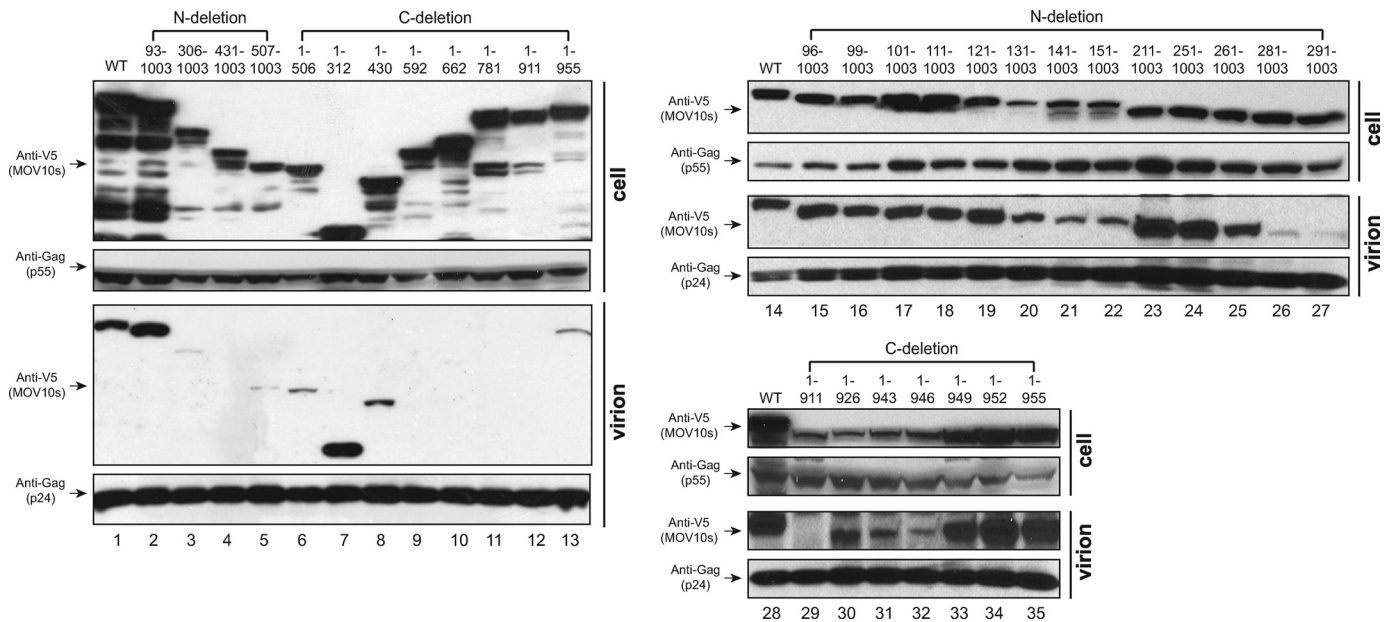 N-deletion C-deletion
93- 306- 431- 507- 1- 1- 1- 1- 1- 1- 1- 1-
WT 1003 1003 1003 1003 506 312 430 592 662 781 911 955
Anti-V5
(MOV10s)
cell
Anti-Gag
(p55)
Anti-V5
(MOV10s)
virion
Anti-Gag
(p24)
1 2 3 4 5 6 7 8 9 10 11 12 13
N-deletion
96- 99- 101- 111- 121- 131- 141- 151- 211- 251- 261- 281- 291-
WT 1003 1003 1003 1003 1003 1003 1003 1003 1003 1003 1003 1003 1003
Anti-V5
(MOV10s)
cell
Anti-Gag
(p55)
Anti-V5
(MOV10s)
virion
Anti-Gag
(p24)
14 15 16 17 18 19 20 21 22 23 24 25 26 27
C-deletion
1- 1- 1- 1- 1- 1- 1-
WT 911 926 943 946 949 952 955
Anti-V5
(MOV10s)
cell
Anti-Gag
(p55)
Anti-V5
(MOV10s)
virion
Anti-Gag
(p24)
28 29 30 31 32 33 34 35